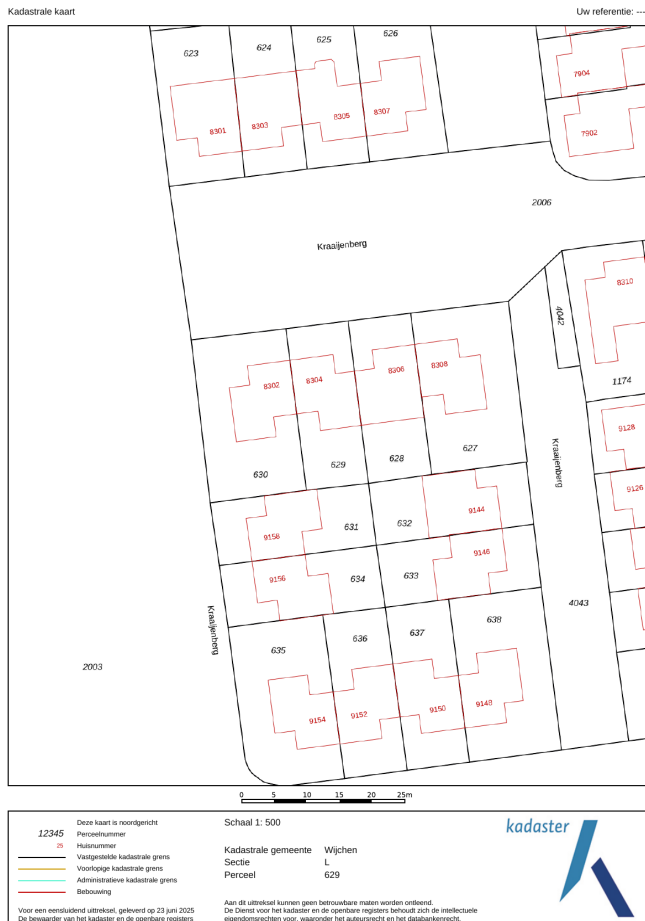 Kadastrale kaart
Uw referentie: ---
626
625
624
623
7904
8305
8307
8303
8301
7902
2006
Kraaijenberg
8310
4042
8306
8308
8304
8302
1174
9128
627
Kraaijenberg
628
629
630
9126
9144
631
632
9158
9146
633
634
9156
4043
Kraaijenberg
638
637
636
635
2003
9148
9150
9152
9154
0 5 10 15 20 25m
Deze kaart is noordgericht
12345 Perceelnummer
25 Huisnummer
Vastgestelde kadastrale grens
Voorlopige kadastrale grens
Administratieve kadastrale grens
Bebouwing
Voor een eensluidend uittreksel, geleverd op 23 juni 2025
De bewaarder van het kadaster en de openbare registers
Schaal 1: 500
Kadastrale gemeente Wijchen
Sectie L
Perceel 629
Aan dit uittreksel kunnen geen betrouwbare maten worden ontleend.
De Dienst voor het kadaster en de openbare registers behoudt zich de intellectuele
eigendomsrechten voor, waaronder het auteursrecht en het databankenrecht.
kadaster